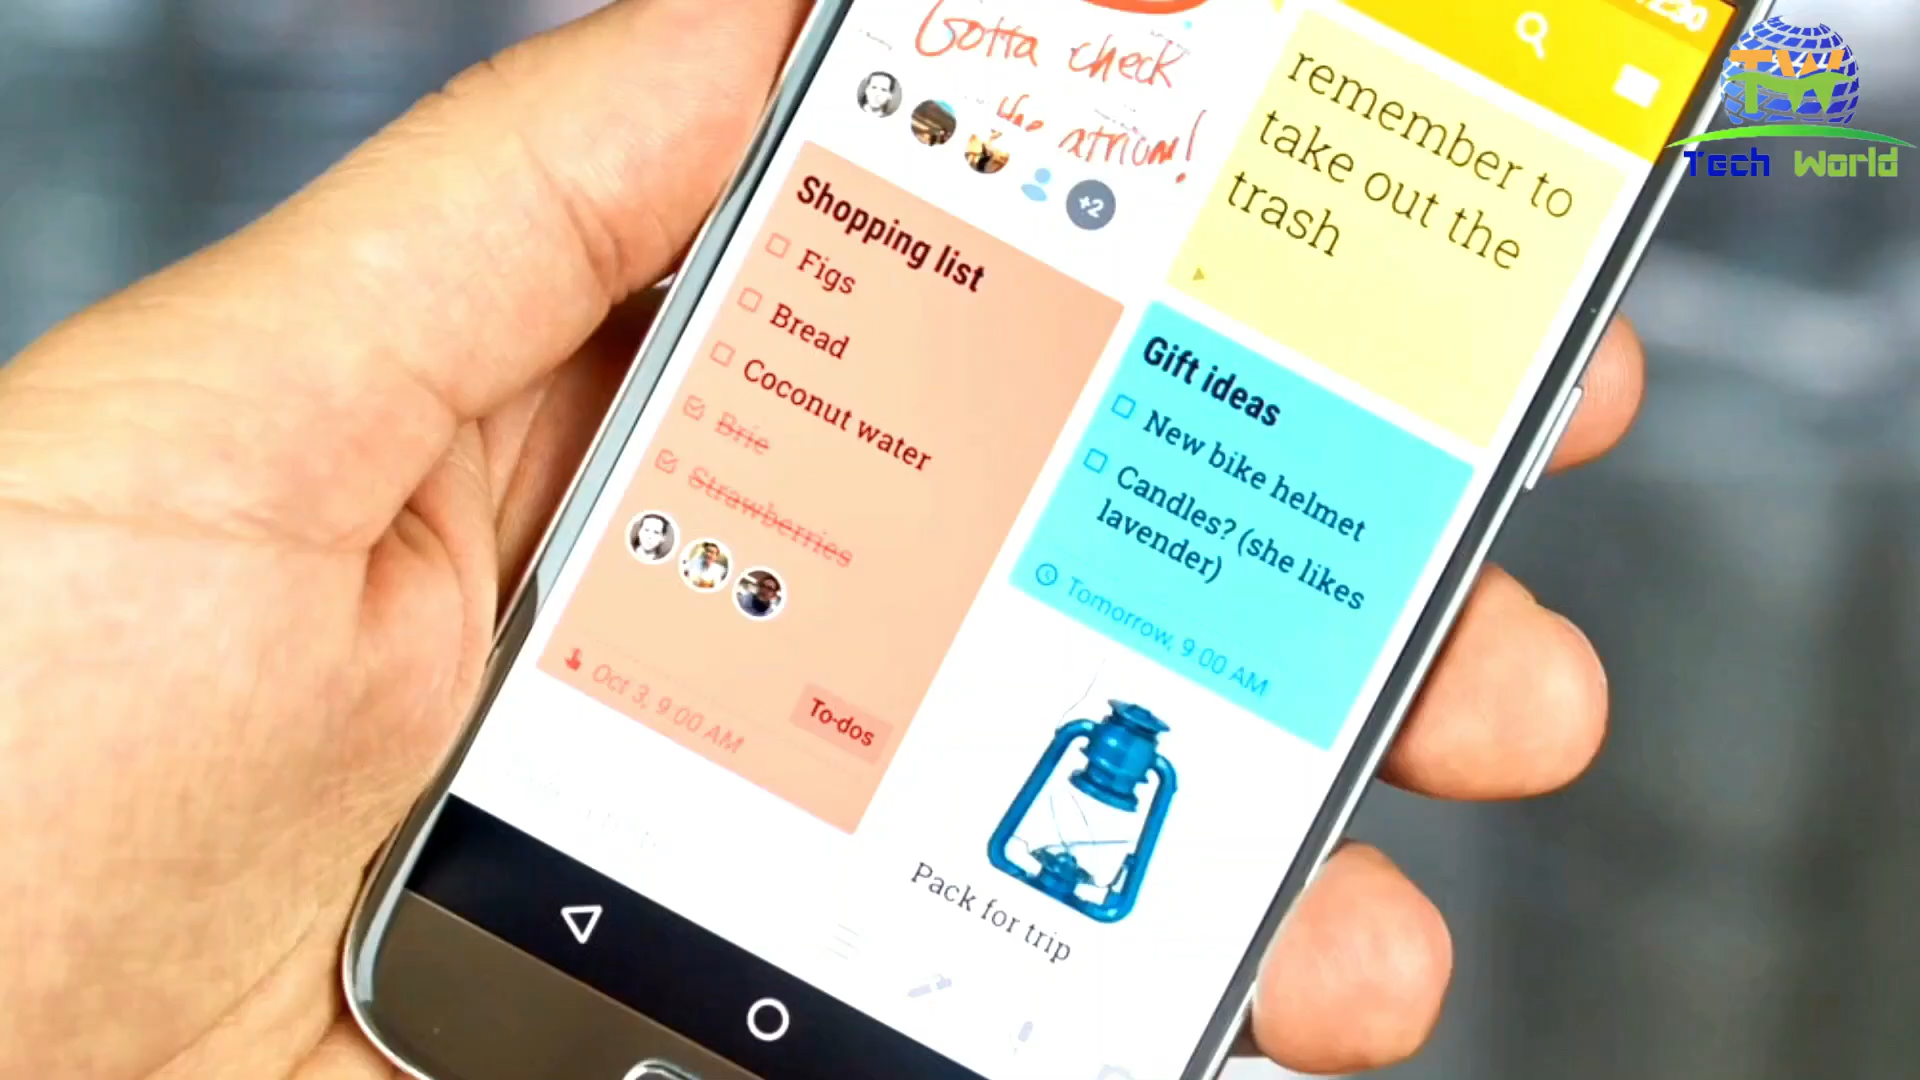 Gotta check
the atrium!
+2
remember to
take out the
trash
Shopping list
Figs
Bread
Coconut water
Brie
Strawberries
Oct 3, 9:00 AM
To-dos
Gift ideas
New bike helmet
Candles? (she likes
lavender)
Tomorrow, 9:00 AM
Pack for trip
TW
Tech World